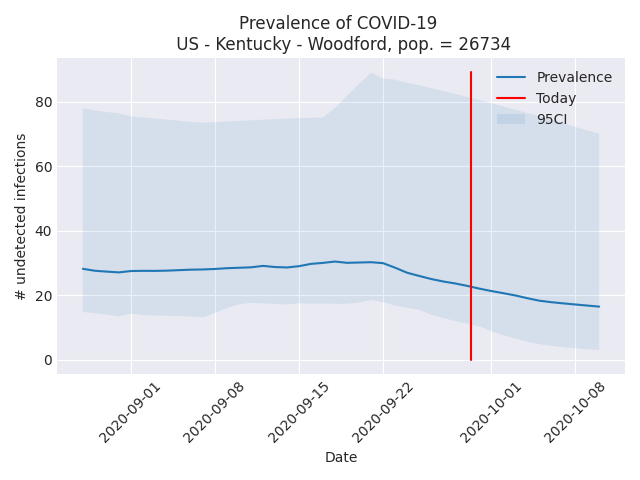 Prevalence of COVID-19
US - Kentucky - Woodford, pop. = 26734
Prevalence
Today
95CI
# undetected infections
80
60
40
20
0
2020-09-01
2020-09-08
2020-09-15
2020-09-22
2020-10-01
2020-10-08
Date